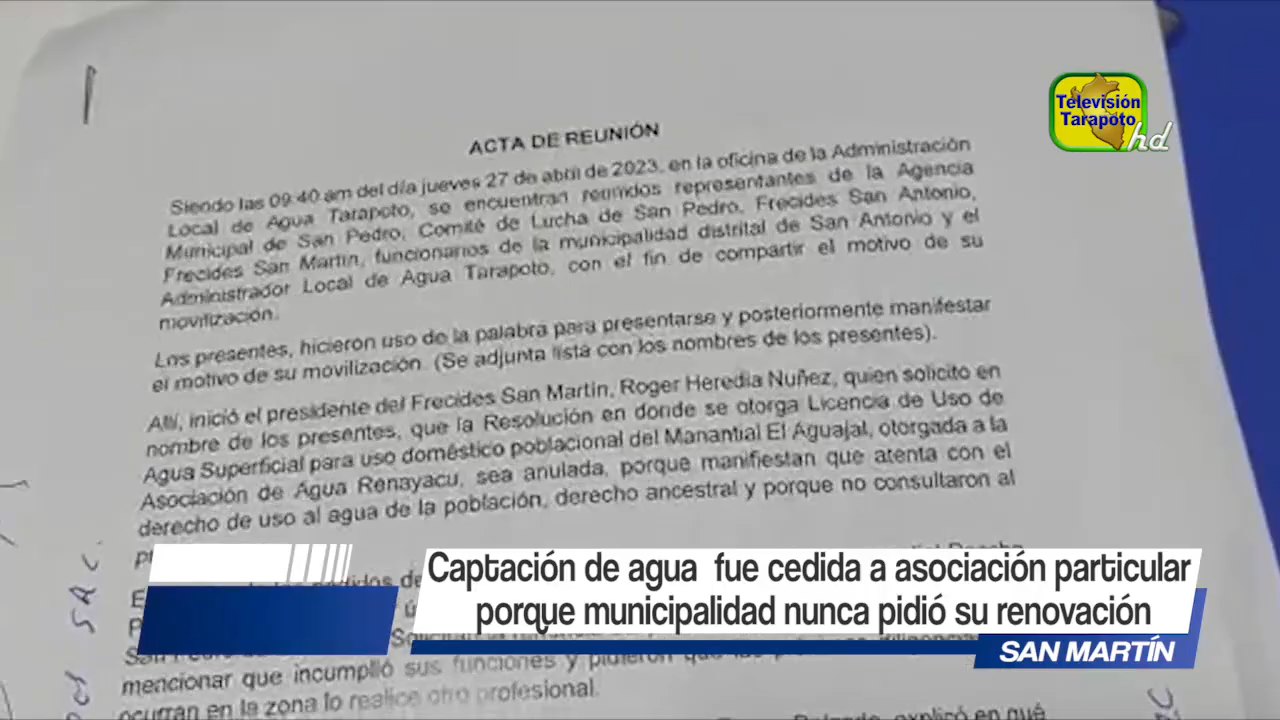 Televisión
Tarapoto
hd
ACTA DE REUNIÓN
Siendo las 09:40 am del día jueves 27 de abril de 2023, en la oficina de la Administración
Local de Agua Tarapoto, se encuentran reunidos representantes de la Agencia
Municipal de San Pedro, Comité de Lucha de San Pedro, Frecides San Antonio,
Frecides San Martín, funcionarios de la municipalidad distrital de San Antonio y el
Administrador Local de Agua Tarapoto, con el fin de compartir el motivo de su
movilización.
Los presentes, hicieron uso de la palabra para presentarse y posteriormente manifestar
el motivo de su movilización. (Se adjunta lista con los nombres de los presentes).
Allí, inició el presidente del Frecides San Martín, Roger Heredia Nuñez, quien solicitó en
nombre de los presentes, que la Resolución en donde se otorga Licencia de Uso de
Agua Superficial para uso doméstico poblacional del Manantial El Aguajal, otorgada a la
Asociación de Agua Renayacu, sea anulada, porque manifiestan que atenta con el
derecho de uso al agua de la población, derecho ancestral y porque no consultaron al
Captación de agua fue cedida a asociación particular
porque municipalidad nunca pidió su renovación
SAN MARTÍN
mencionar que incumplió sus funciones y pidieron que
ocurran en la zona lo realice otro profesional.
explicó en qué
SAC.